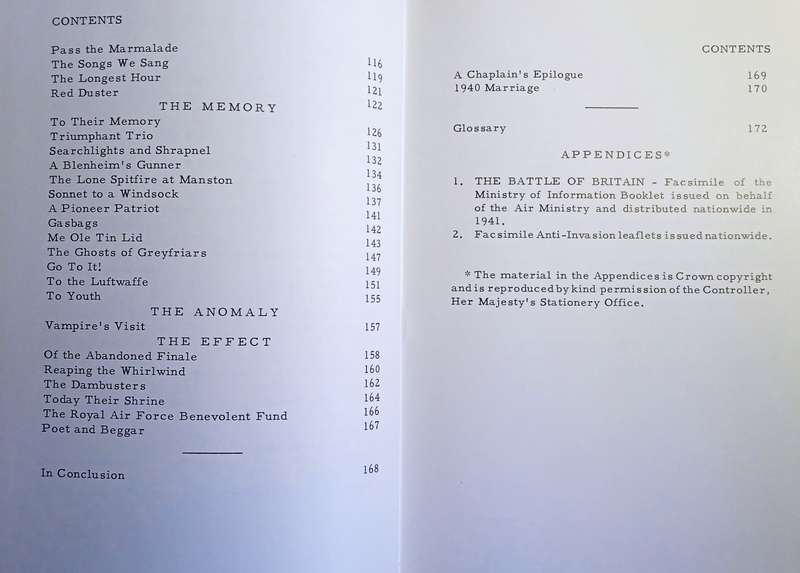 CONTENTS
Pass the Marmalade 116
The Songs We Sang 119
The Longest Hour 121
Red Duster 122
THE MEMORY
To Their Memory 126
Triumphant Trio 131
Searchlights and Shrapnel 132
A Blenheim's Gunner 134
The Lone Spitfire at Manston 136
Sonnet to a Windsock 137
A Pioneer Patriot 141
Gasbags 142
Me Ole Tin Lid 143
The Ghosts of Greyfriars 147
Go To It! 149
To the Luftwaffe 151
To Youth 155
THE ANOMALY
Vampire's Visit 157
THE EFFECT
Of the Abandoned Finale 158
Reaping the Whirlwind 160
The Dambusters 162
Today Their Shrine 164
The Royal Air Force Benevolent Fund 166
Poet and Beggar 167
In Conclusion 168
CONTENTS
A Chaplain's Epilogue 169
1940 Marriage 170
Glossary 172
APPENDICES*
1. THE BATTLE OF BRITAIN - Facsimile of the
Ministry of Information Booklet issued on behalf
of the Air Ministry and distributed nationwide in
1941.
2. Facsimile Anti-Invasion leaflets issued nationwide.
* The material in the Appendices is Crown copyright
and is reproduced by kind permission of the Controller,
Her Majesty's Stationery Office.